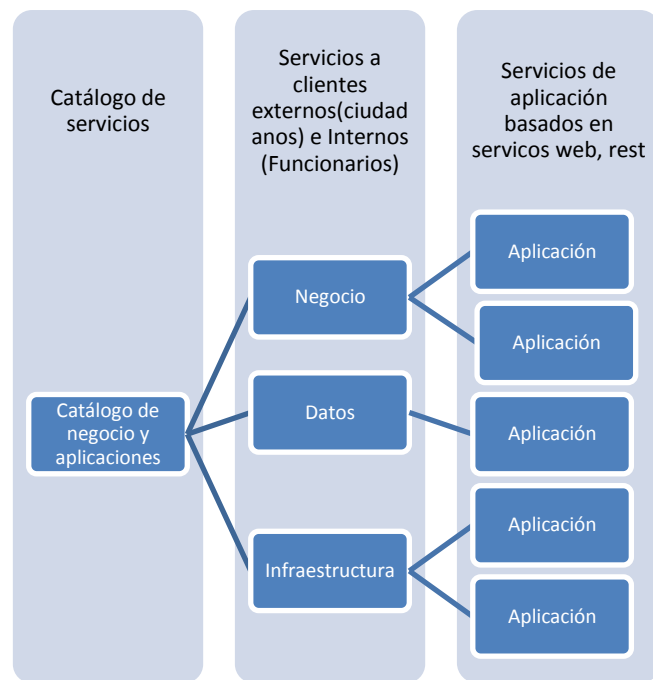 Catálogo de
servicios
Servicios a
clientes
externos(ciudad
anos) e Internos
(Funcionarios)
Servicios de
aplicación
basados en
servicos web, rest
Catálogo de
negocio y
aplicaciones
Negocio
Datos
Infraestructura
Aplicación
Aplicación
Aplicación
Aplicación
Aplicación